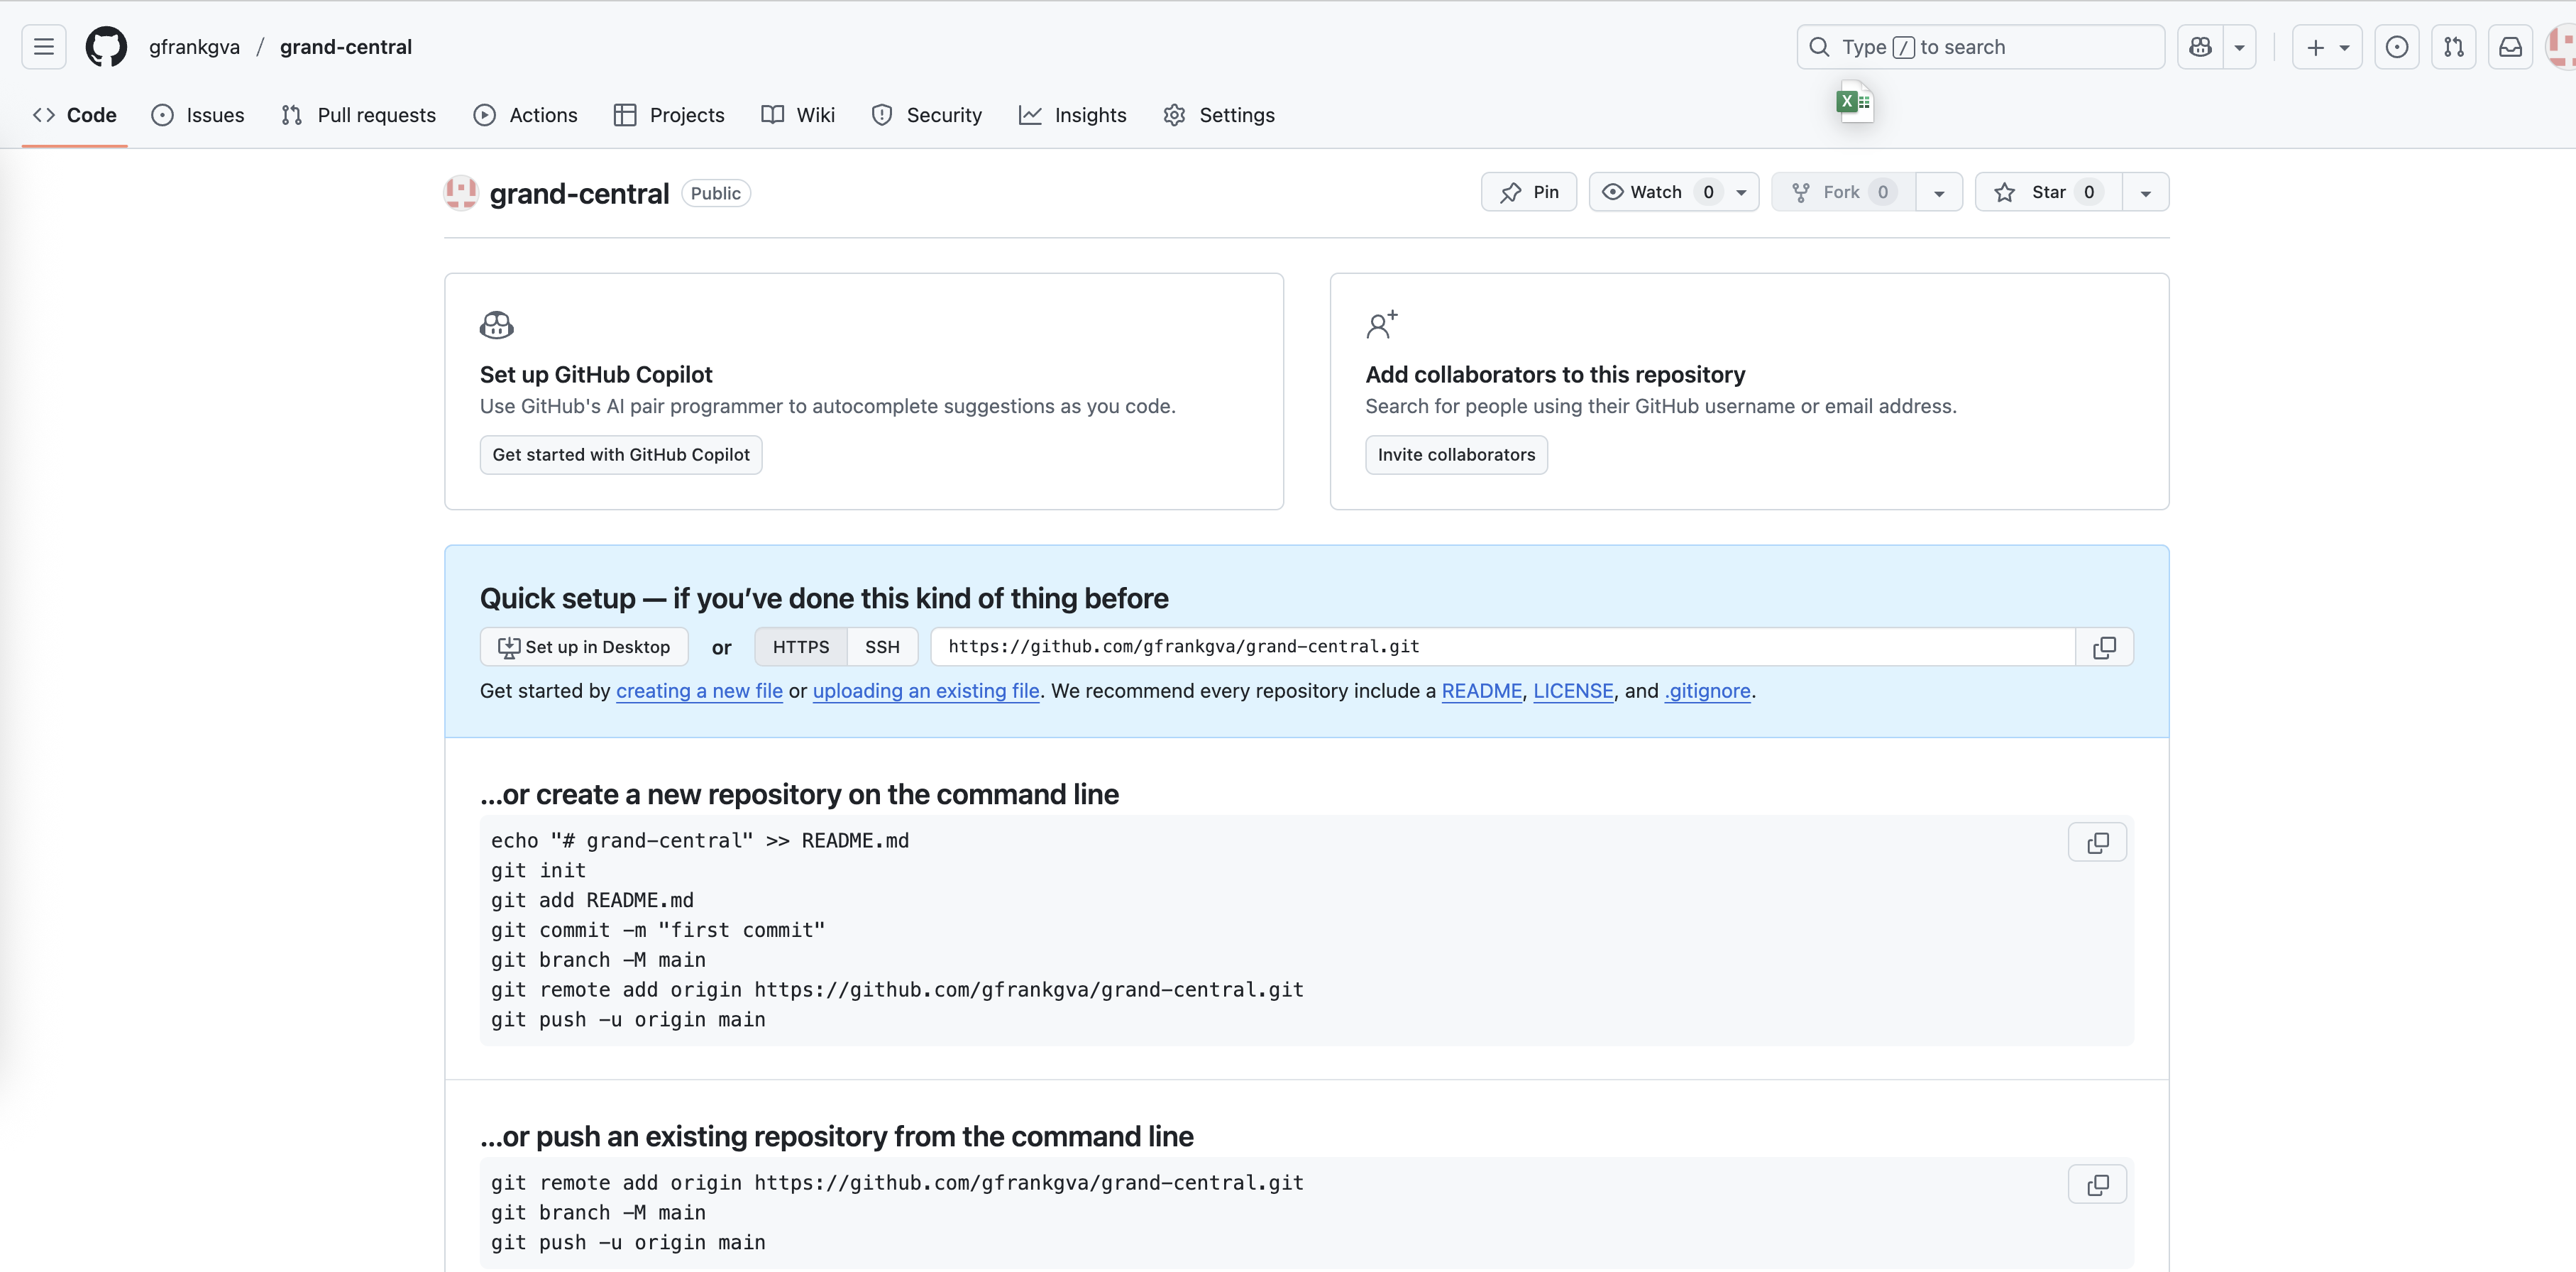 gfrankgva / grand-central
Type / to search
Code Issues Pull requests Actions Projects Wiki Security Insights Settings
X
grand-central Public
Pin Watch 0 Fork 0 Star 0
Set up GitHub Copilot
Use GitHub's AI pair programmer to autocomplete suggestions as you code.
Get started with GitHub Copilot
Add collaborators to this repository
Search for people using their GitHub username or email address.
Invite collaborators
Quick setup — if you’ve done this kind of thing before
Set up in Desktop or HTTPS SSH https://github.com/gfrankgva/grand-central.git
Get started by creating a new file or uploading an existing file. We recommend every repository include a README, LICENSE, and .gitignore.
…or create a new repository on the command line
echo "# grand-central" >> README.md
git init
git add README.md
git commit -m "first commit"
git branch -M main
git remote add origin https://github.com/gfrankgva/grand-central.git
git push -u origin main
…or push an existing repository from the command line
git remote add origin https://github.com/gfrankgva/grand-central.git
git branch -M main
git push -u origin main